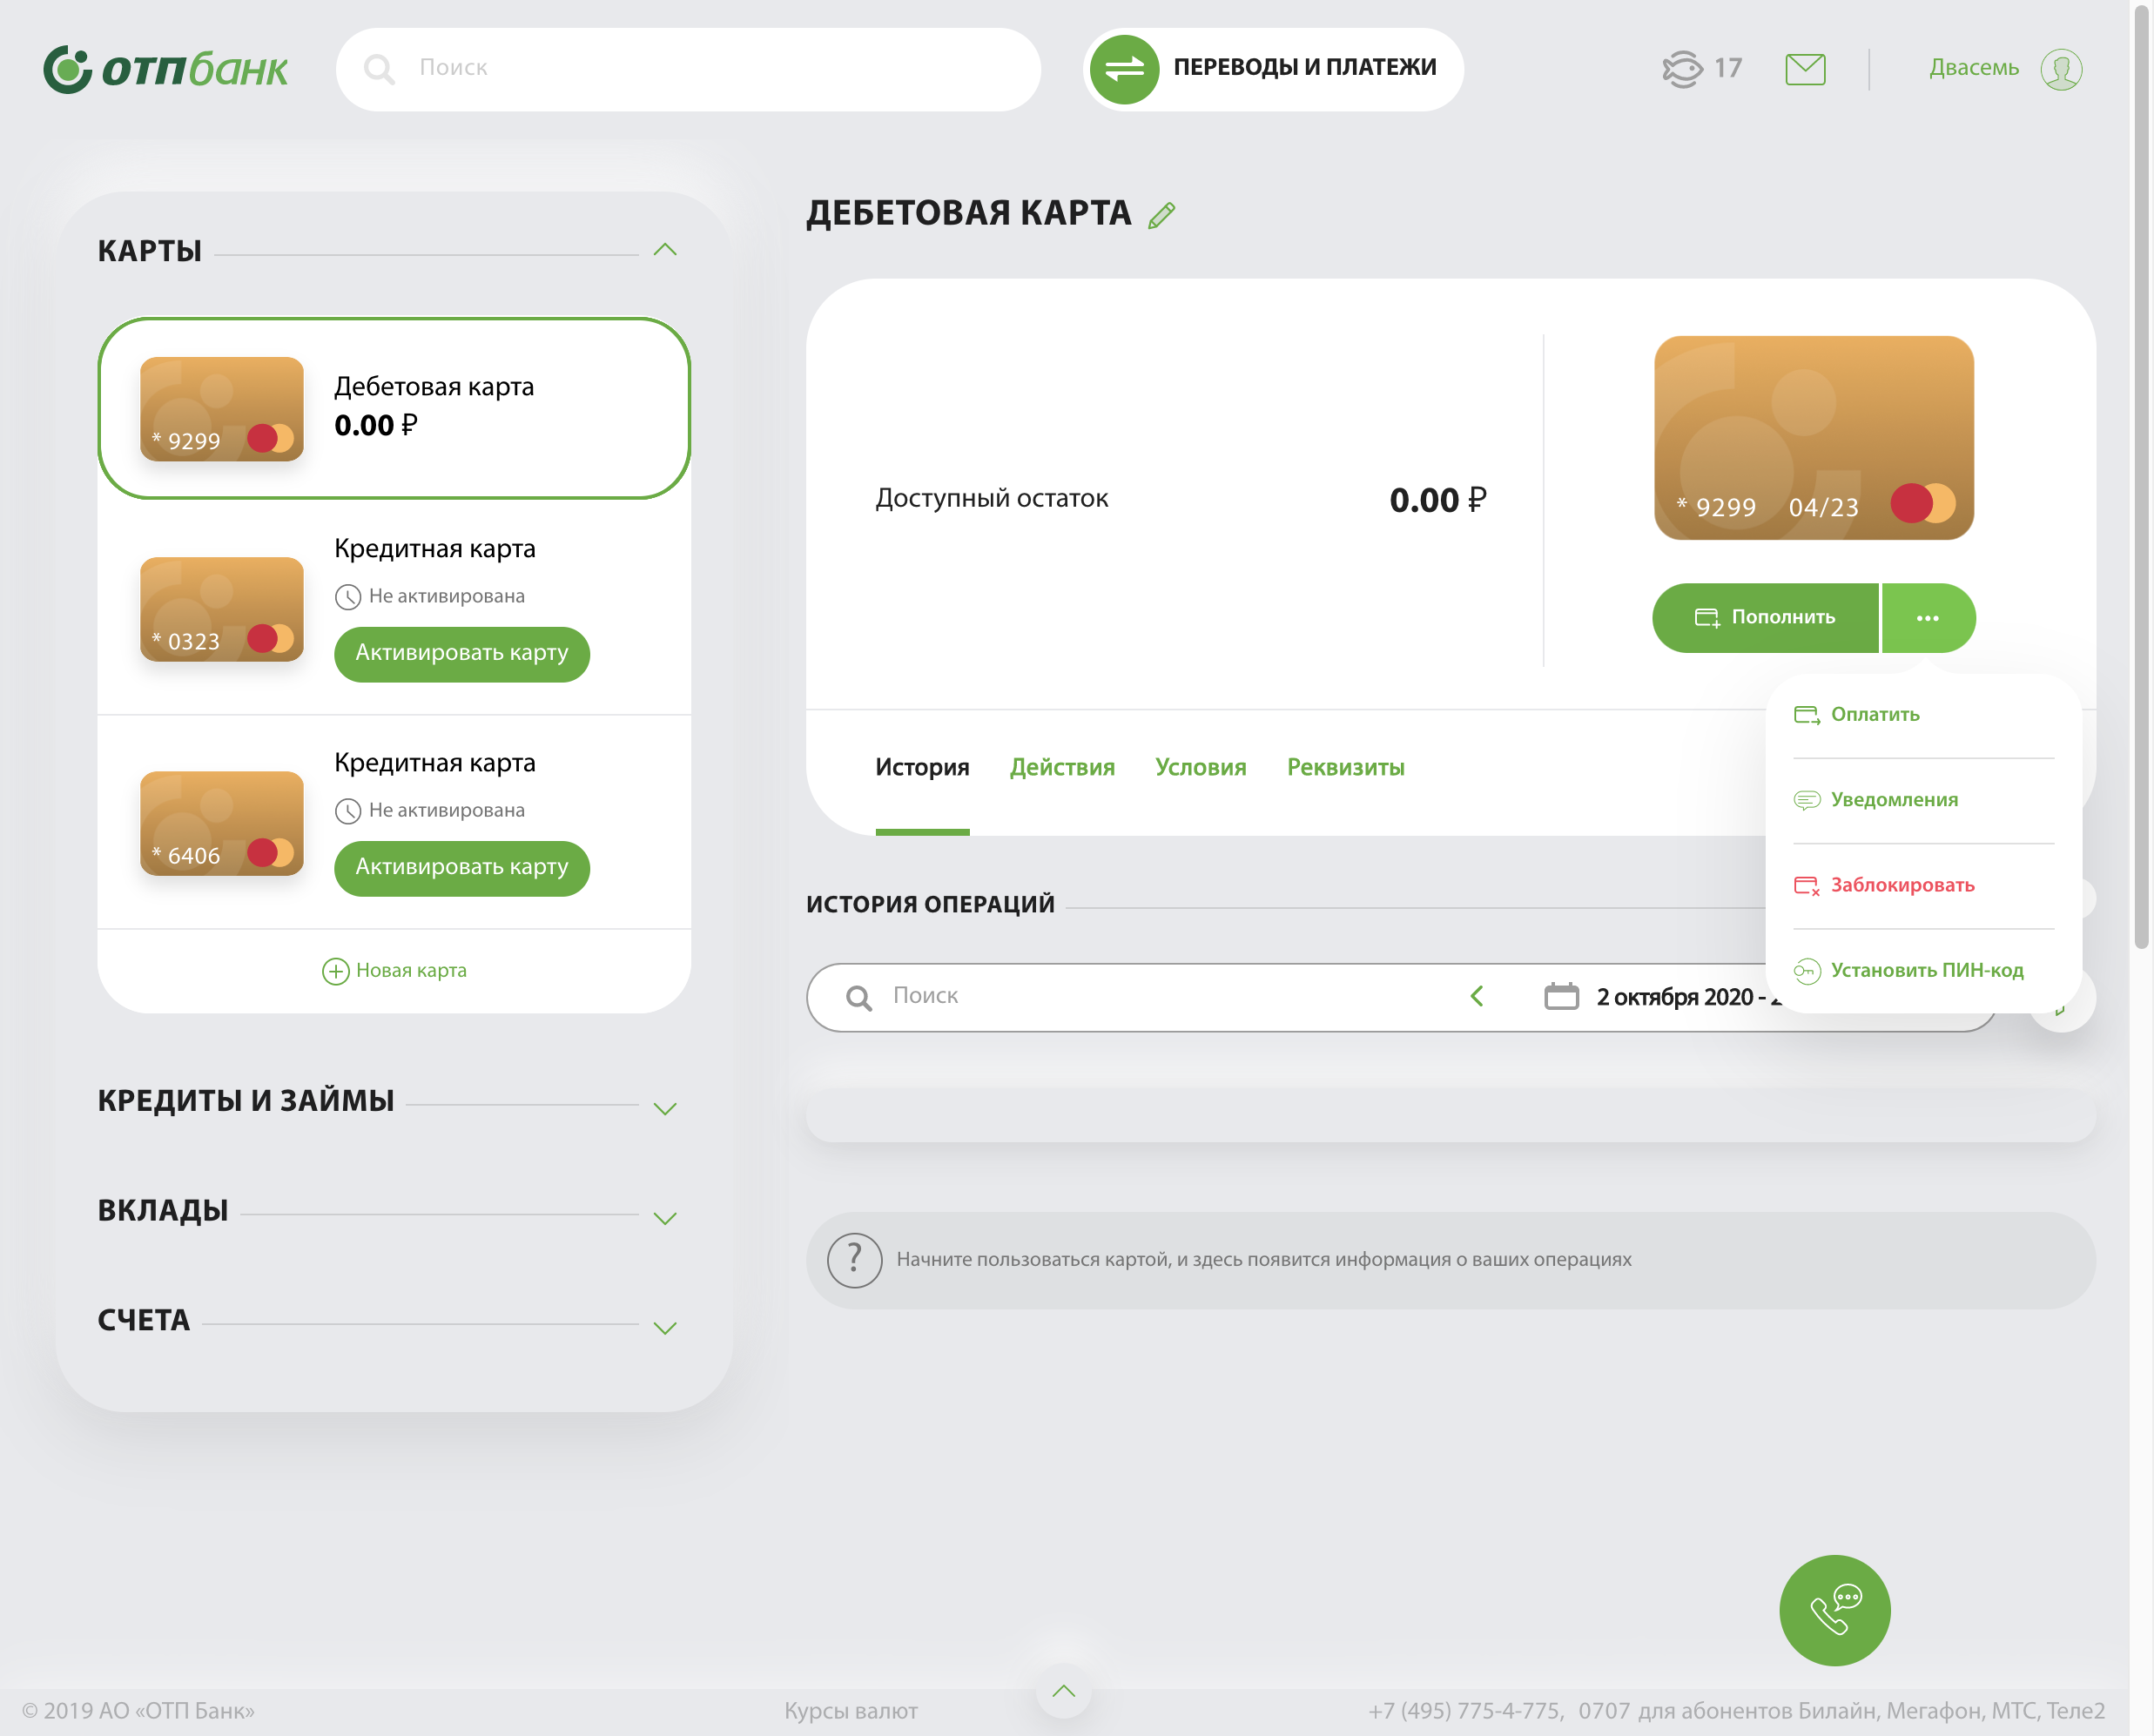 ОТП банк
Поиск
ПЕРЕВОДЫ И ПЛАТЕЖИ
17
Двасемь
КАРТЫ
Дебетовая карта
0.00 ₽
* 9299
Кредитная карта
Не активирована
* 0323
Активировать карту
Кредитная карта
Не активирована
* 6406
Активировать карту
Новая карта
КРЕДИТЫ И ЗАЙМЫ
ВКЛАДЫ
СЧЕТА
ДЕБЕТОВАЯ КАРТА
Доступный остаток
0.00 ₽
* 9299 04/23
Пополнить
Оплатить
Уведомления
Заблокировать
Установить ПИН-код
История Действия Условия Реквизиты
ИСТОРИЯ ОПЕРАЦИЙ
Поиск
2 октября 2020 -
?
Начните пользоваться картой, и здесь появится информация о ваших операциях
© 2019 АО «ОТП Банк»
Курсы валют
+7 (495) 775-4-775, 0707 для абонентов Билайн, Мегафон, МТС, Теле2